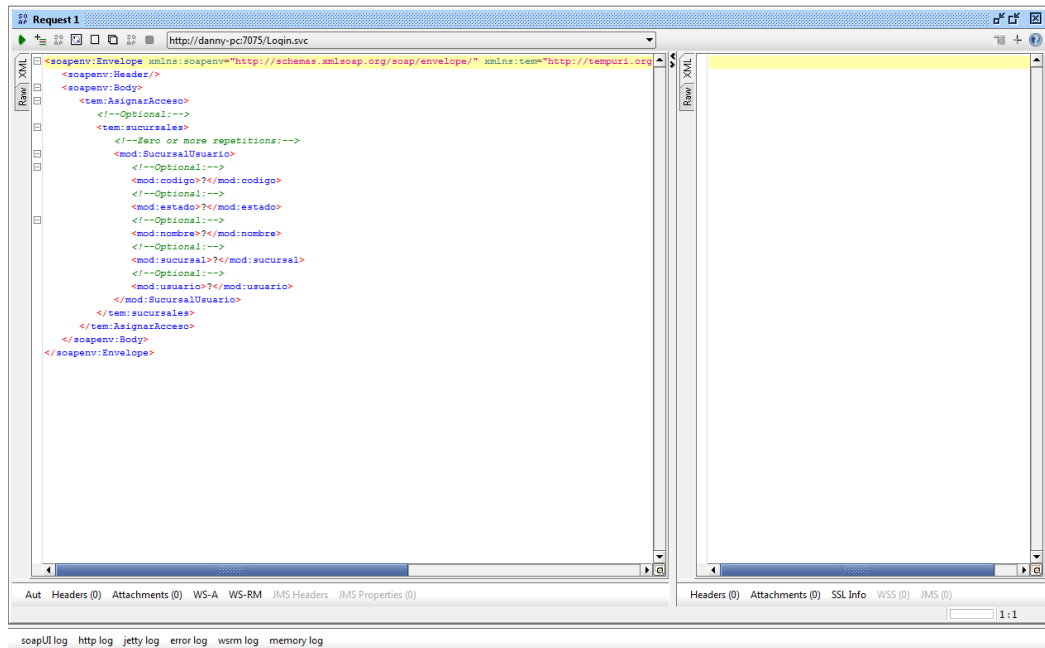 SO AP Request 1
http://danny-pc:7075/Login.svc
XML
Raw
<soapenv:Envelope xmlns:soapenv="http://schemas.xmlsoap.org/soap/envelope/" xmlns:tem="http://tempuri.org
<soapenv:Header/>
<soapenv:Body>
<tem:AsignarAcceso>
<!--Optional:-->
<tem:sucursales>
<!--Zero or more repetitions:-->
<mod:SucursalUsuario>
<!--Optional:-->
<mod:codigo>?</mod:codigo>
<!--Optional:-->
<mod:estado>?</mod:estado>
<!--Optional:-->
<mod:nombre>?</mod:nombre>
<!--Optional:-->
<mod:sucursal>?</mod:sucursal>
<!--Optional:-->
<mod:usuario>?</mod:usuario>
</mod:SucursalUsuario>
</tem:sucursales>
</tem:AsignarAcceso>
</soapenv:Body>
</soapenv:Envelope>
XML
Raw
Aut Headers (0) Attachments (0) WS-A WS-RM JMS Headers JMS Properties (0)
Headers (0) Attachments (0) SSL Info WSS (0) JMS (0)
1:1
soapUI log http log jetty log error log wsrm log memory log